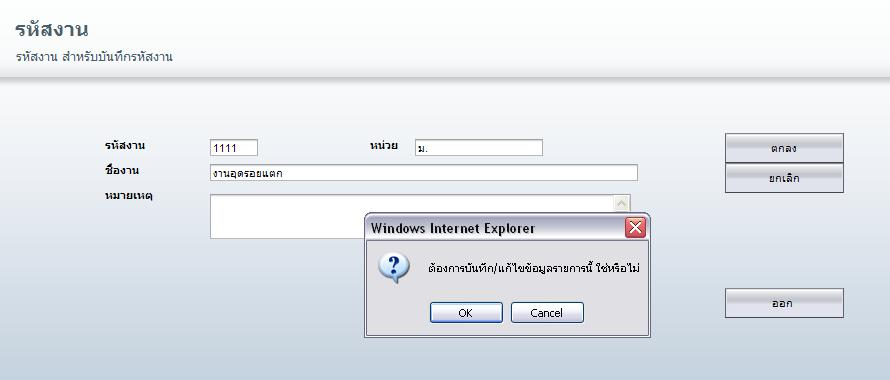 รหัสงาน
รหัสงาน สำหรับบันทึกรหัสงาน
รหัสงาน 1111 หน่วย ม. ตกลง
ชื่องาน งานอุดรอยแตก ยกเลิก
หมายเหตุ
Windows Internet Explorer
ต้องการบันทึก/แก้ไขข้อมูลรายการนี้ ใช่หรือไม่
OK Cancel
ออก